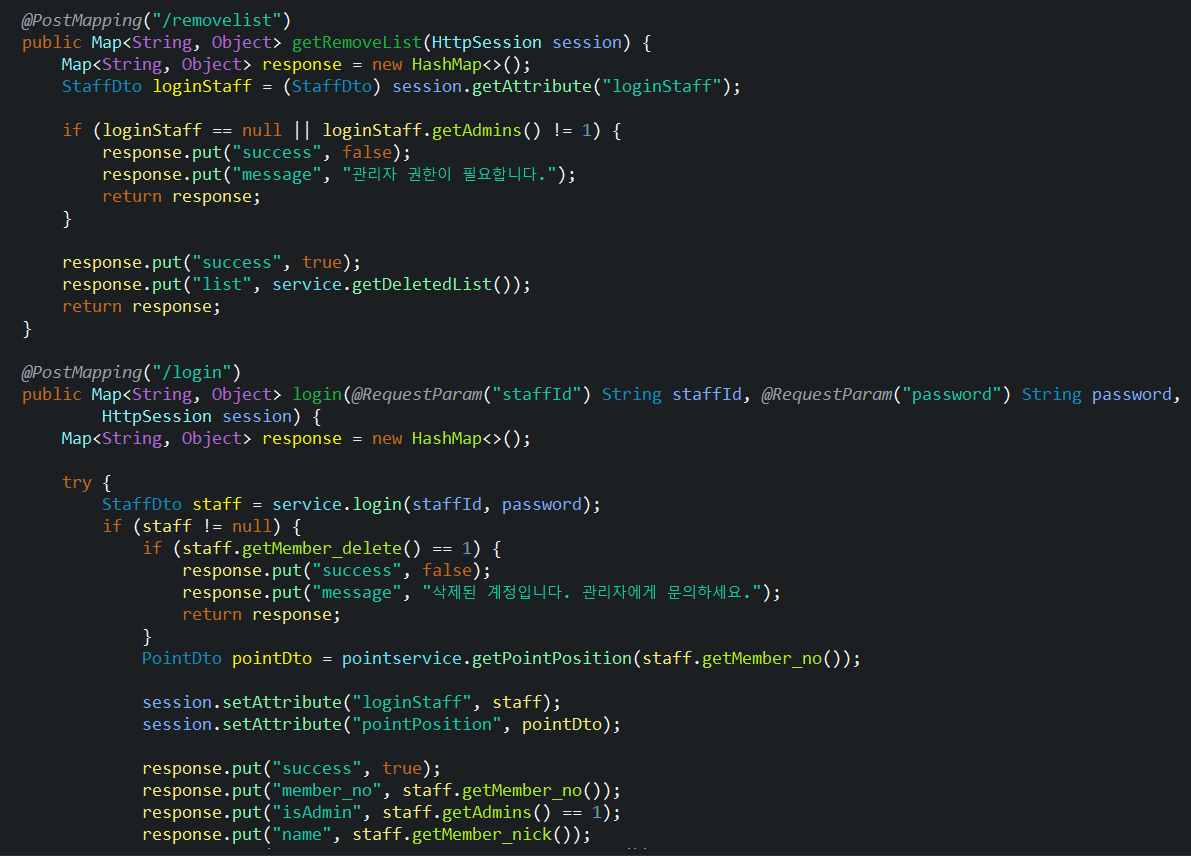 @PostMapping("/removelist")
public Map<String, Object> getRemoveList(HttpSession session) {
    Map<String, Object> response = new HashMap<>();
    StaffDto loginStaff = (StaffDto) session.getAttribute("loginStaff");

    if (loginStaff == null || loginStaff.getAdmins() != 1) {
        response.put("success", false);
        response.put("message", "관리자 권한이 필요합니다.");
        return response;
    }

    response.put("success", true);
    response.put("list", service.getDeletedList());
    return response;
}

@PostMapping("/login")
public Map<String, Object> login(@RequestParam("staffId") String staffId, @RequestParam("password") String password,
        HttpSession session) {
    Map<String, Object> response = new HashMap<>();

    try {
        StaffDto staff = service.login(staffId, password);
        if (staff != null) {
            if (staff.getMember_delete() == 1) {
                response.put("success", false);
                response.put("message", "삭제된 계정입니다. 관리자에게 문의하세요.");
                return response;
            }
            PointDto pointDto = pointservice.getPointPosition(staff.getMember_no());

            session.setAttribute("loginStaff", staff);
            session.setAttribute("pointPosition", pointDto);

            response.put("success", true);
            response.put("member_no", staff.getMember_no());
            response.put("isAdmin", staff.getAdmins() == 1);
            response.put("name", staff.getMember_nick());